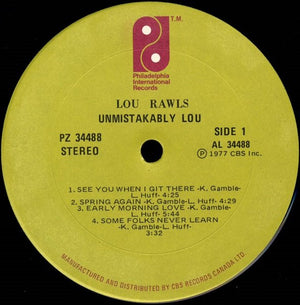 T.M.
Philadelphia
International
Records
LOU RAWLS
UNMISTAKABLY LOU
PZ 34488
STEREO
SIDE 1
AL 34488
Ⓟ 1977 CBS Inc.
1. SEE YOU WHEN I GIT THERE -K. Gamble-
L. Huff- 4:25
2. SPRING AGAIN -K. Gamble-L. Huff- 4:44
3. EARLY MORNING LOVE -K. Gamble-
L. Huff- 5:44
4. SOME FOLKS NEVER LEARN
-K. Gamble-L. Huff-
3:32
MANUFACTURED AND DISTRIBUTED BY CBS RECORDS CANADA LTD.